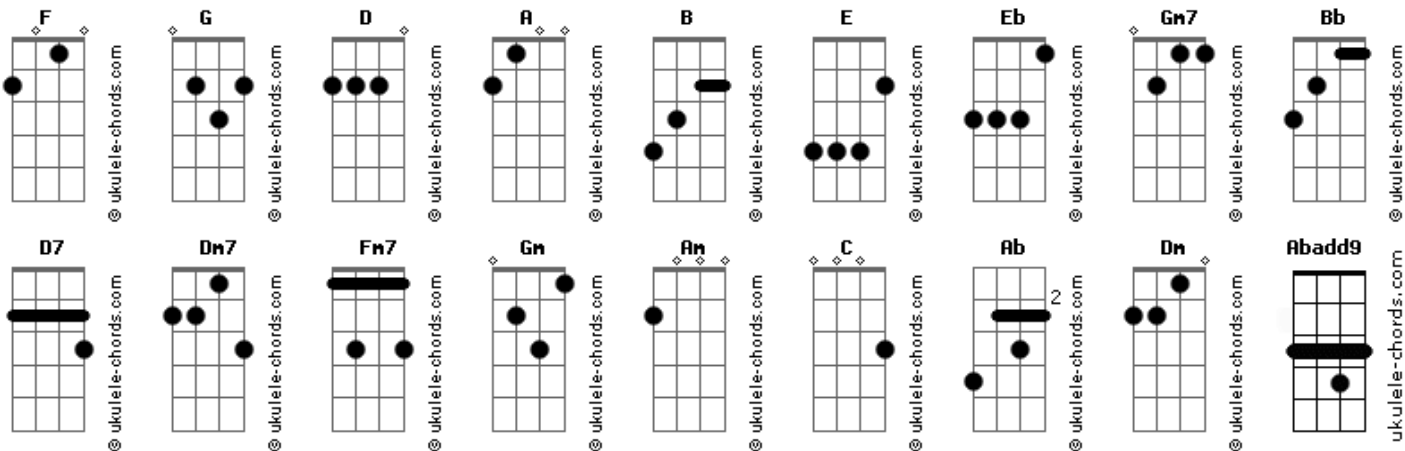 F G D A B E Eb Gm7 Bb
© ukulele-chords.com © ukulele-chords.com © ukulele-chords.com © ukulele-chords.com © ukulele-chords.com © ukulele-chords.com © ukulele-chords.com © ukulele-chords.com © ukulele-chords.com
D7 Dm7 Fm7 Gm Am C Ab Dm Abadd9
2
© ukulele-chords.com © ukulele-chords.com © ukulele-chords.com © ukulele-chords.com © ukulele-chords.com © ukulele-chords.com © ukulele-chords.com © ukulele-chords.com ukulele-chords.com